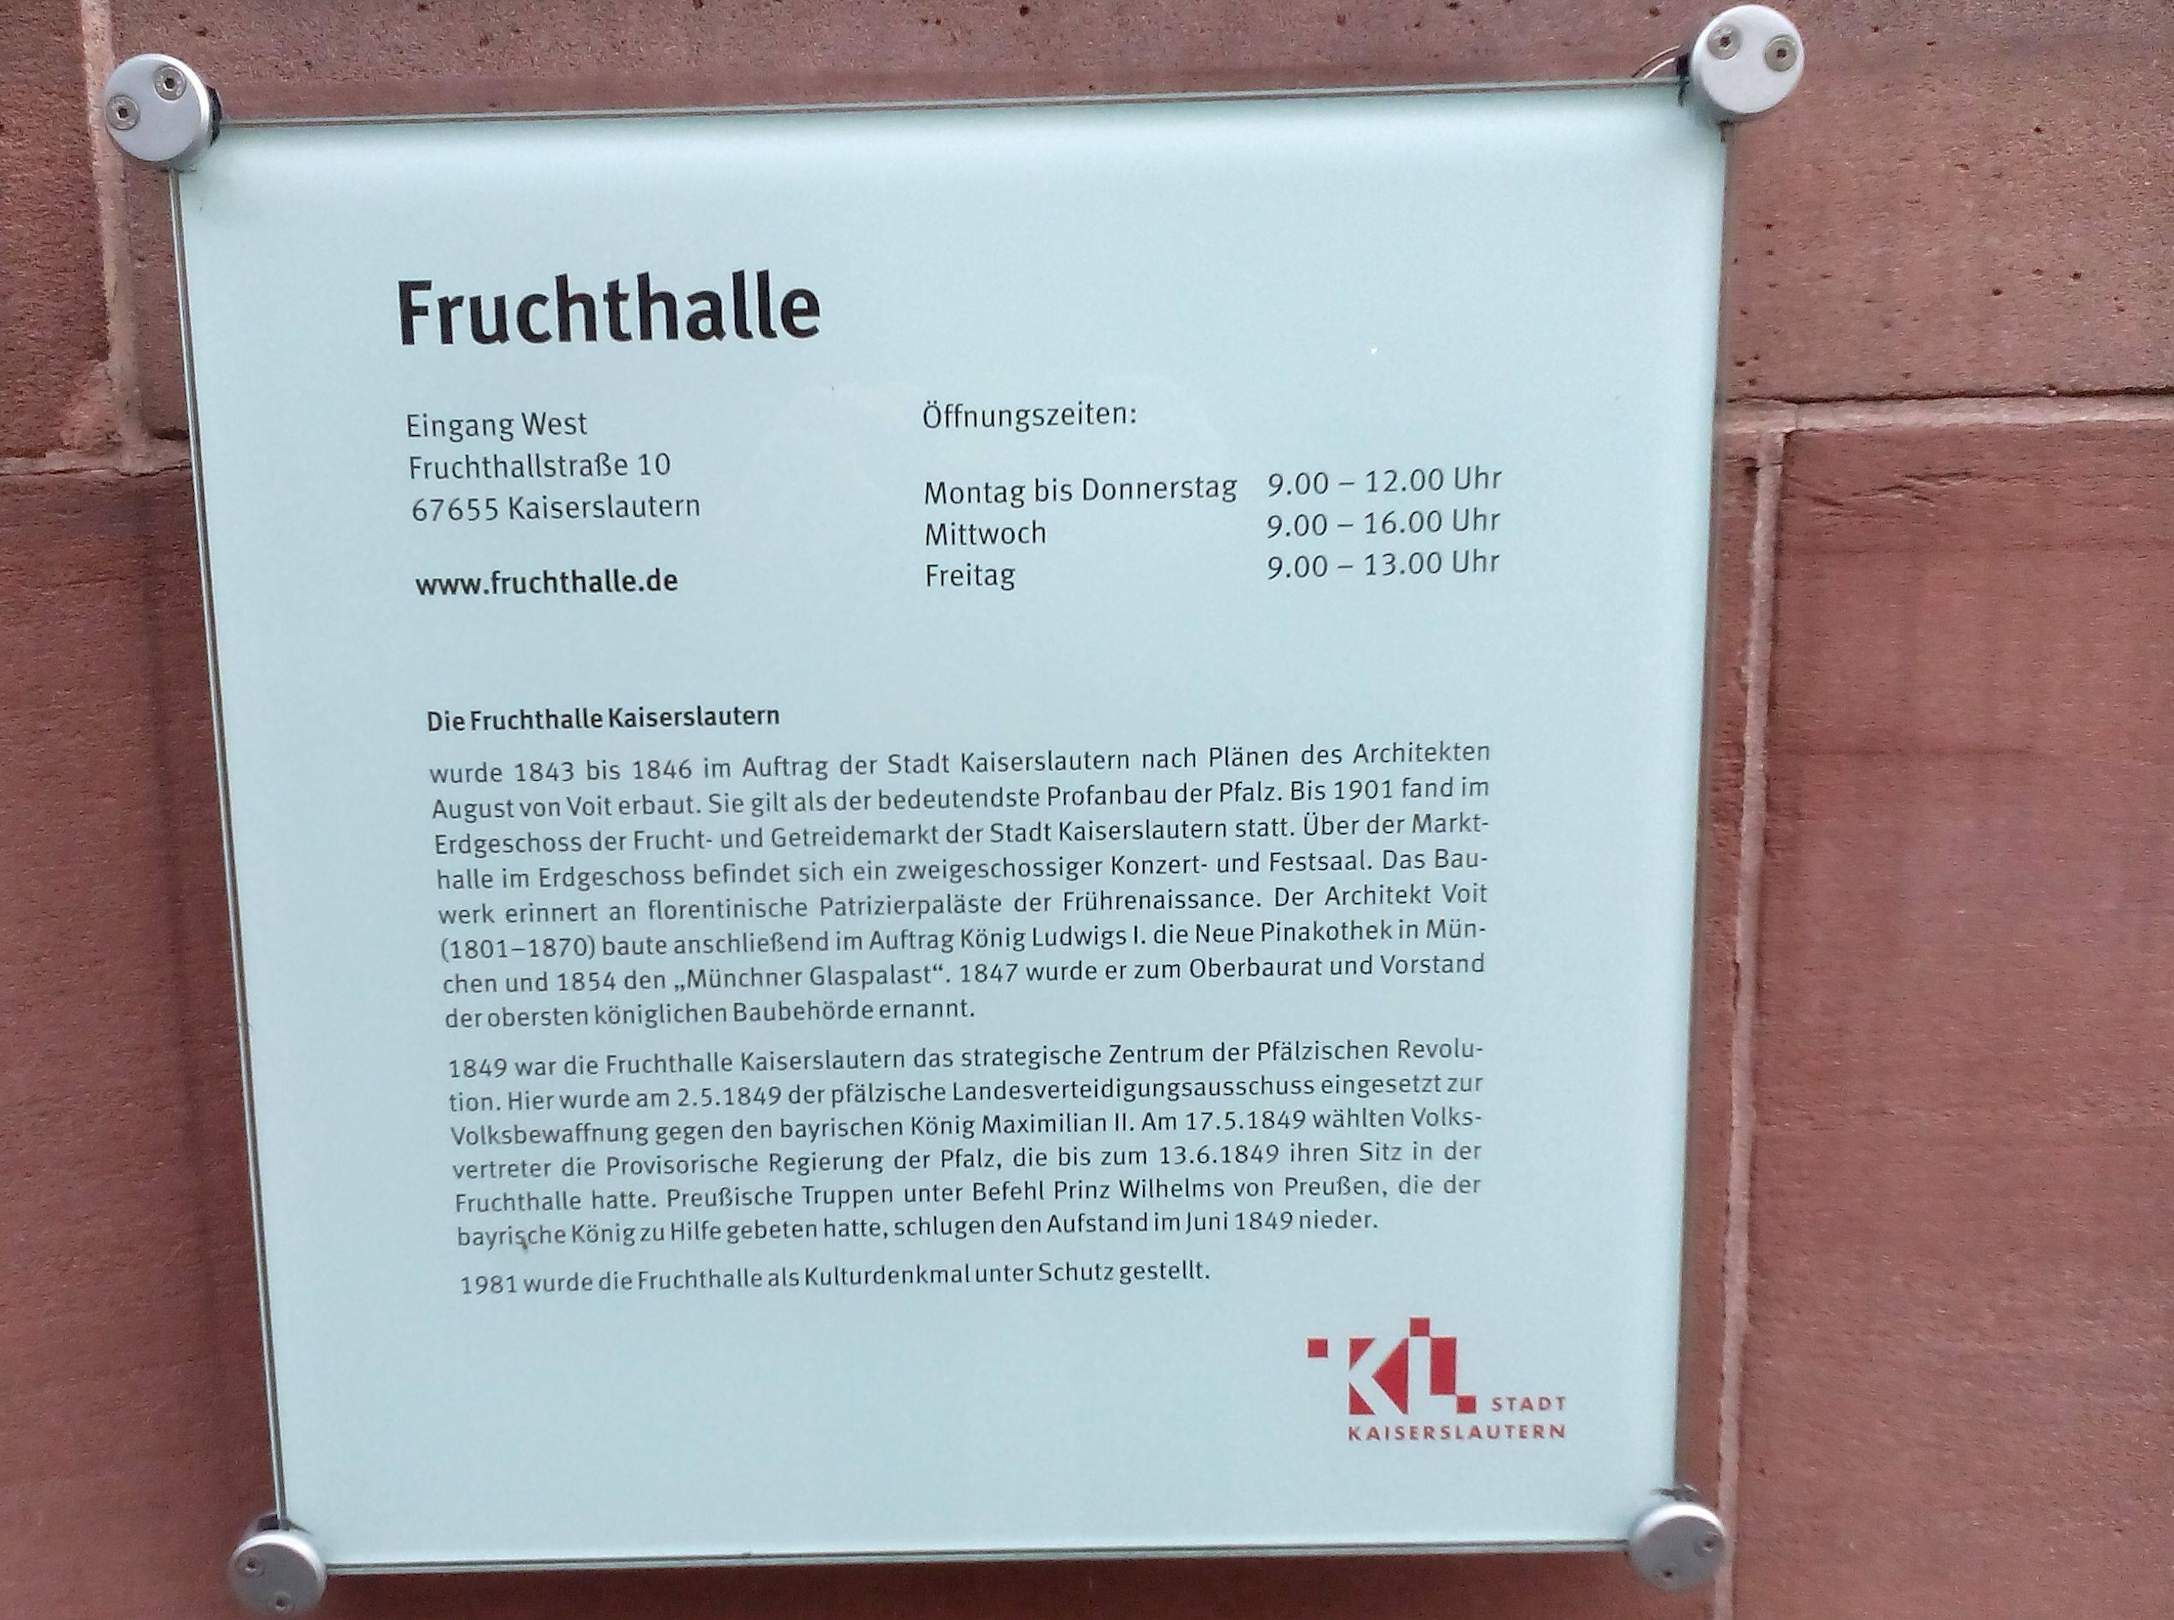 Fruchthalle
Eingang West
Fruchthallstraße 10
67655 Kaiserslautern
www.fruchthalle.de
Öffnungszeiten:
Montag bis Donnerstag 9.00 – 12.00 Uhr
Mittwoch 9.00 – 16.00 Uhr
Freitag 9.00 – 13.00 Uhr
Die Fruchthalle Kaiserslautern
wurde 1843 bis 1846 im Auftrag der Stadt Kaiserslautern nach Plänen des Architekten
August von Voit erbaut. Sie gilt als der bedeutendste Profanbau der Pfalz. Bis 1901 fand im
Erdgeschoss der Frucht- und Getreidemarkt der Stadt Kaiserslautern statt. Über der Markt-
halle im Erdgeschoss befindet sich ein zweigeschossiger Konzert- und Festsaal. Das Bau-
werk erinnert an florentinische Patrizierpaläste der Frührenaissance. Der Architekt Voit
(1801–1870) baute anschließend im Auftrag König Ludwigs I. die Neue Pinakothek in Mün-
chen und 1854 den „Münchner Glaspalast“. 1847 wurde er zum Oberbaurat und Vorstand
der obersten königlichen Baubehörde ernannt.
1849 war die Fruchthalle Kaiserslautern das strategische Zentrum der Pfälzischen Revolu-
tion. Hier wurde am 2.5.1849 der pfälzische Landesverteidigungsausschuss eingesetzt zur
Volksbewaffnung gegen den bayrischen König Maximilian II. Am 17.5.1849 wählten Volks-
vertreter die Provisorische Regierung der Pfalz, die bis zum 13.6.1849 ihren Sitz in der
Fruchthalle hatte. Preußische Truppen unter Befehl Prinz Wilhelms von Preußen, die der
bayrische König zu Hilfe gebeten hatte, schlugen den Aufstand im Juni 1849 nieder.
1981 wurde die Fruchthalle als Kulturdenkmal unter Schutz gestellt.
KL STADT
KAISERSLAUTERN